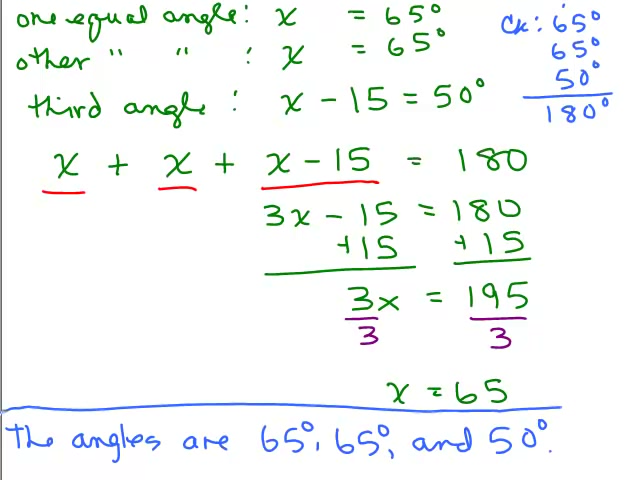 one equal angle: x = 65°
other " " : x = 65°
third angle: x - 15 = 50°
CK: 65°
65°
50°
180°
x + x + x - 15 = 180
3x - 15 = 180
+15 +15
3x = 195
3 3
x = 65
The angles are 65°, 65°, and 50°.